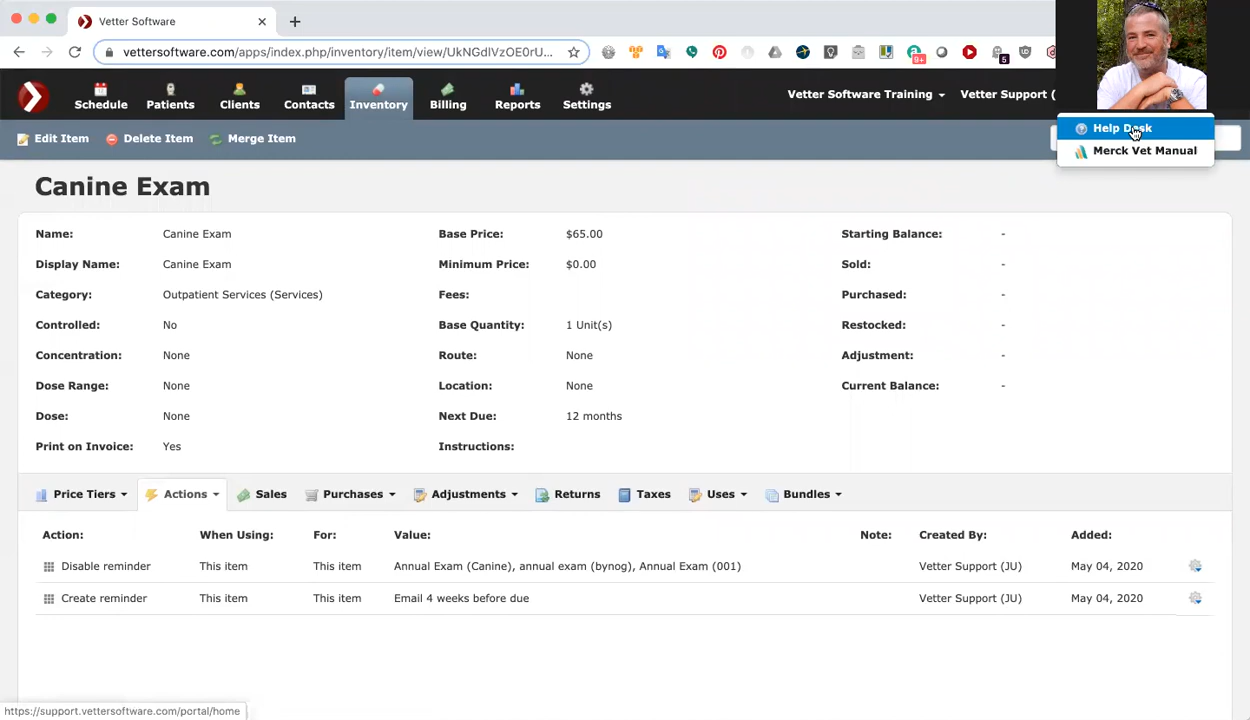 Vetter Software
vettersoftware.com/apps/index.php/inventory/item/view/UkNGdlVzOE0rU...
9+
5
Schedule Patients Clients Contacts Inventory Billing Reports Settings
Vetter Software Training Vetter Support (
Edit Item Delete Item Merge Item
Help Desk
Merck Vet Manual
Canine Exam
Name: Canine Exam Base Price: $65.00 Starting Balance: -
Display Name: Canine Exam Minimum Price: $0.00 Sold: -
Category: Outpatient Services (Services) Fees: Purchased: -
Controlled: No Base Quantity: 1 Unit(s) Restocked: -
Concentration: None Route: None Adjustment: -
Dose Range: None Location: None Current Balance: -
Dose: None Next Due: 12 months
Print on Invoice: Yes Instructions:
Price Tiers Actions Sales Purchases Adjustments Returns Taxes Uses Bundles
Action: When Using: For: Value: Note: Created By: Added:
Disable reminder This item This item Annual Exam (Canine), annual exam (bynog), Annual Exam (001) Vetter Support (JU) May 04, 2020
Create reminder This item This item Email 4 weeks before due Vetter Support (JU) May 04, 2020
https://support.vettersoftware.com/portal/home